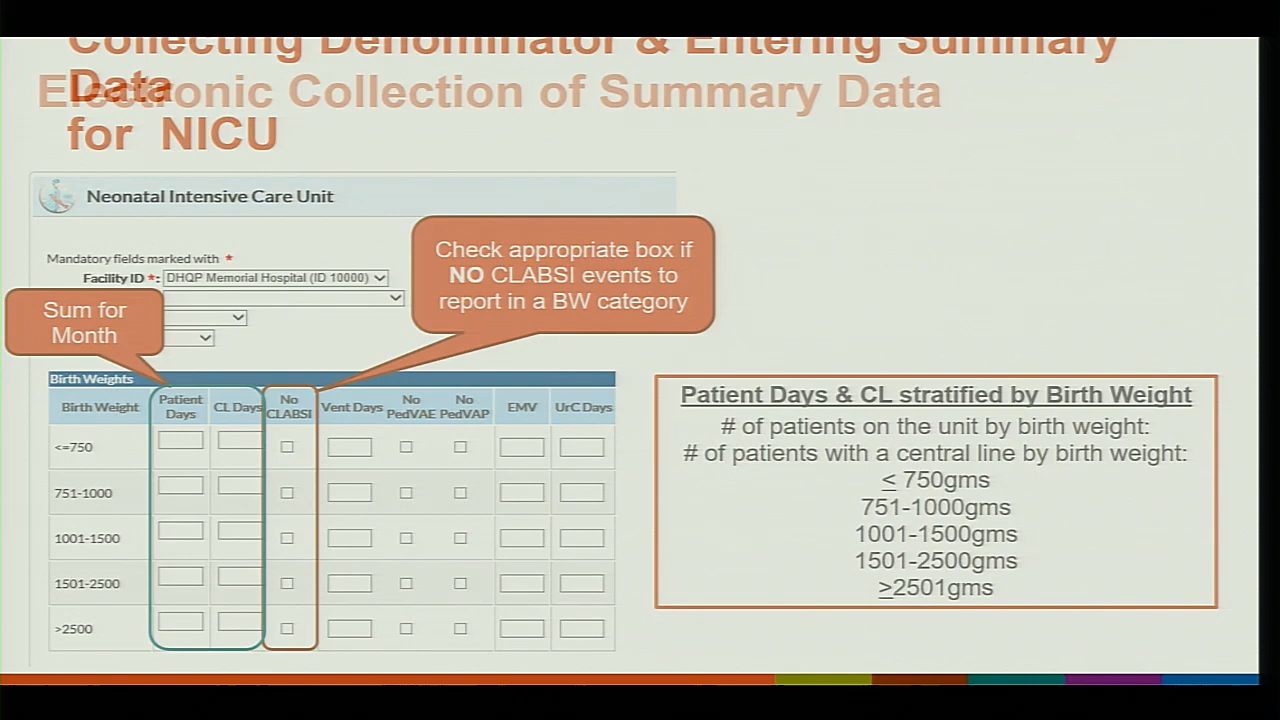 Collecting Denominator & Entering Summary
Data
Electronic Collection of Summary Data
for NICU
Neonatal Intensive Care Unit
Mandatory fields marked with *
Facility ID *: DHQP Memorial Hospital (ID 10000)
Sum for
Month
Check appropriate box if
NO CLABSI events to
report in a BW category
Birth Weights
Birth Weight Patient Days CL Days No CLABSI Vent Days No PedVAE No PedVAP EMV UrC Days
<=750
751-1000
1001-1500
1501-2500
>2500
Patient Days & CL stratified by Birth Weight
# of patients on the unit by birth weight:
# of patients with a central line by birth weight:
< 750gms
751-1000gms
1001-1500gms
1501-2500gms
>2501gms